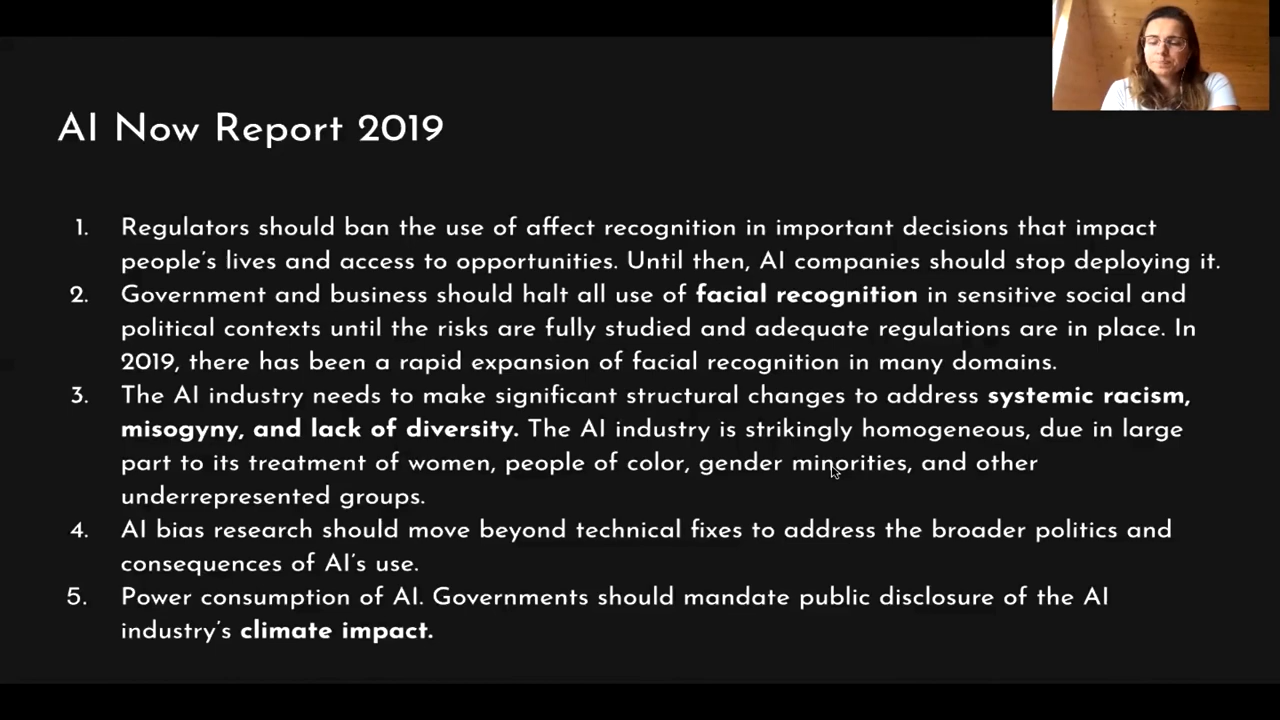 AI Now Report 2019
1. Regulators should ban the use of affect recognition in important decisions that impact
people's lives and access to opportunities. Until then, AI companies should stop deploying it.
2. Government and business should halt all use of facial recognition in sensitive social and
political contexts until the risks are fully studied and adequate regulations are in place. In
2019, there has been a rapid expansion of facial recognition in many domains.
3. The AI industry needs to make significant structural changes to address systemic racism,
misogyny, and lack of diversity. The AI industry is strikingly homogeneous, due in large
part to its treatment of women, people of color, gender minorities, and other
underrepresented groups.
4. AI bias research should move beyond technical fixes to address the broader politics and
consequences of AI's use.
5. Power consumption of AI. Governments should mandate public disclosure of the AI
industry's climate impact.